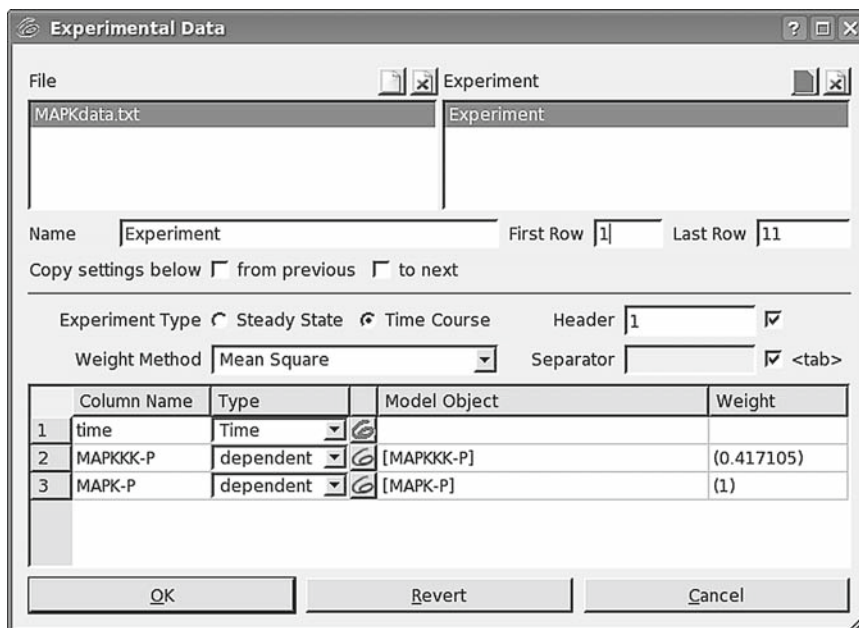 Experimental Data
File Experiment
MAPKdata.txt Experiment
Name Experiment First Row 1 Last Row 11
Copy settings below from previous to next
Experiment Type Steady State Time Course Header 1
Weight Method Mean Square Separator <tab>
Column Name Type Model Object Weight
1 time Time
2 MAPKKK-P dependent [MAPKKK-P] (0.417105)
3 MAPK-P dependent [MAPK-P] (1)
OK Revert Cancel